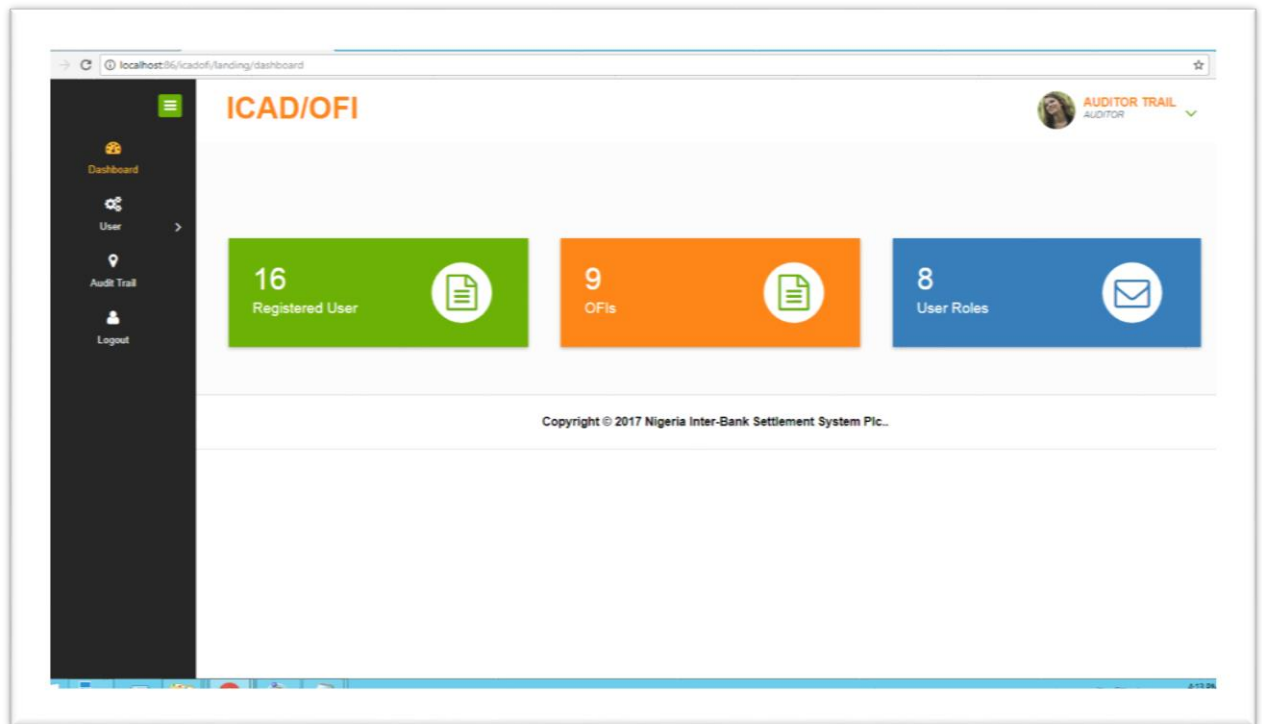 localhost:86/icadofi/landing/dashboard
ICAD/OFI
AUDITOR TRAIL
AUDITOR
Dashboard
User
Audit Trail
Logout
16
Registered User
9
OFIs
8
User Roles
Copyright © 2017 Nigeria Inter-Bank Settlement System Plc..